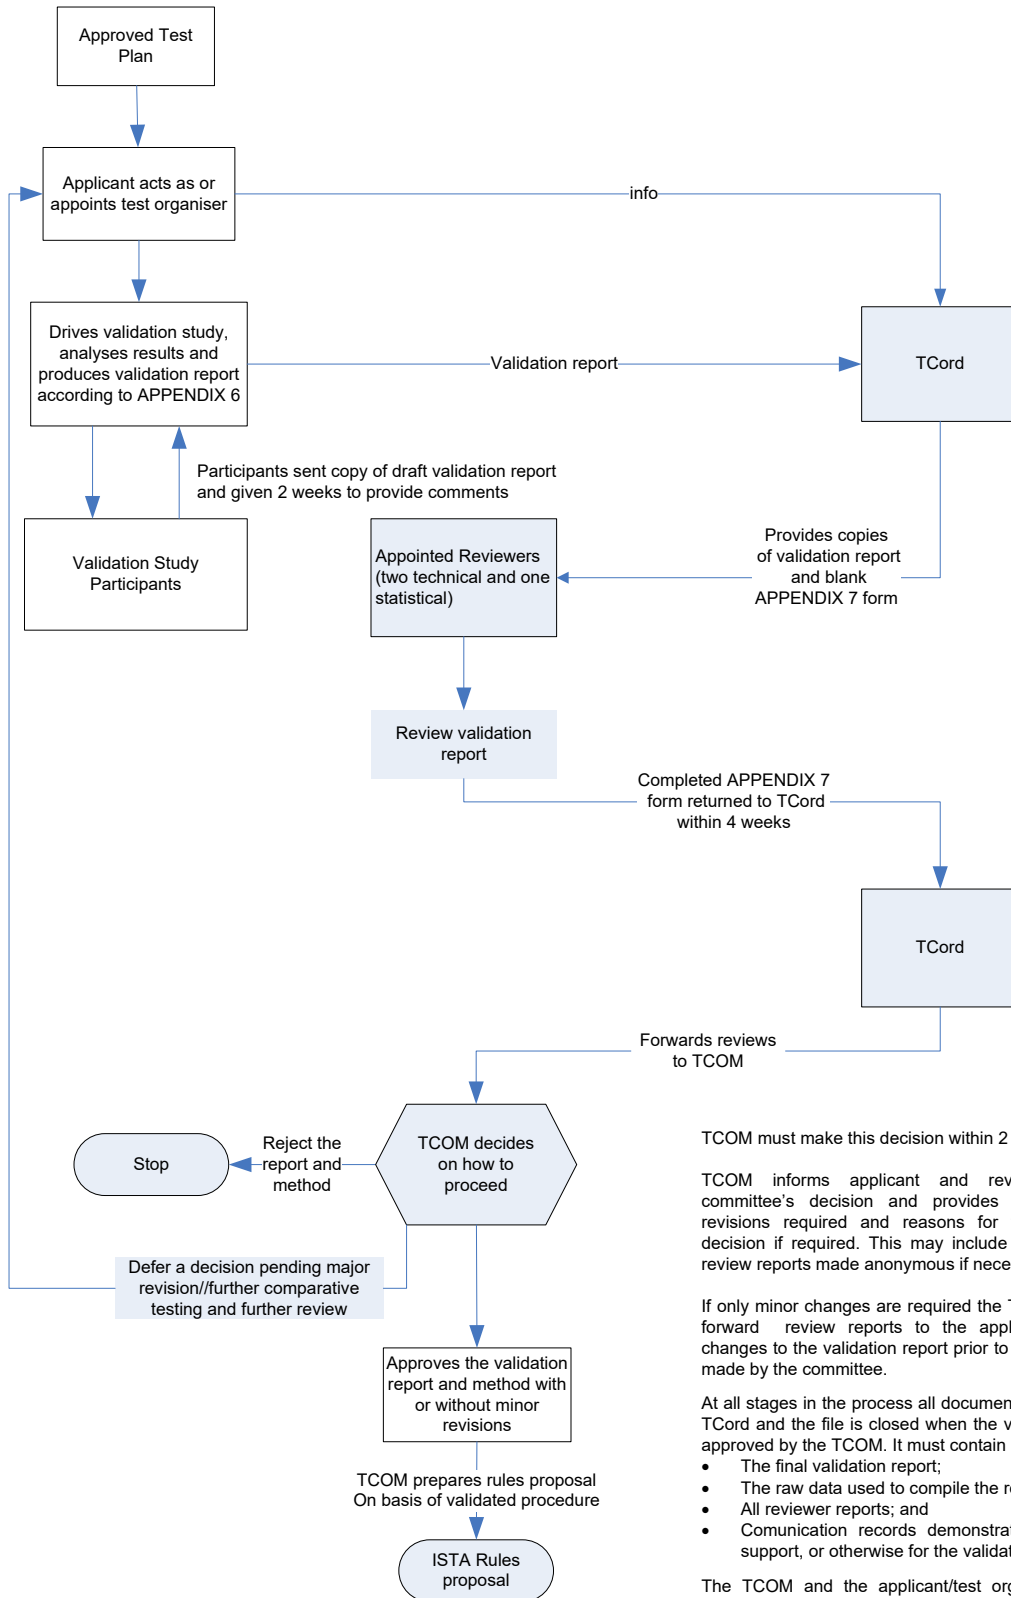 Approved Test
Plan
Applicant acts as or
appoints test organiser
info
Drives validation study,
analyses results and
produces validation report
according to APPENDIX 6
Validation report
TCord
Participants sent copy of draft validation report
and given 2 weeks to provide comments
Validation Study
Participants
Appointed Reviewers
(two technical and one
statistical)
Provides copies
of validation report
and blank
APPENDIX 7 form
Review validation
report
Completed APPENDIX 7
form returned to TCord
within 4 weeks
TCord
Forwards reviews
to TCOM
TCOM decides
on how to
proceed
Reject the
report and
method
Stop
Defer a decision pending major
revision//further comparative
testing and further review
Approves the validation
report and method with
or without minor
revisions
TCOM prepares rules proposal
On basis of validated procedure
ISTA Rules
proposal
TCOM must make this decision within 2
TCOM informs applicant and
committee's decision and provides
revisions required and reasons for
decision if required. This may include
review reports made anonymous if
If only minor changes are required the
forward review reports to the
changes to the validation report prior to
made by the committee.
At all stages in the process all
TCord and the file is closed when the
approved by the TCOM. It must contain
• The final validation report;
• The raw data used to compile the
• All reviewer reports; and
• Comunication records
support, or otherwise for the
The TCOM and the applicant/test